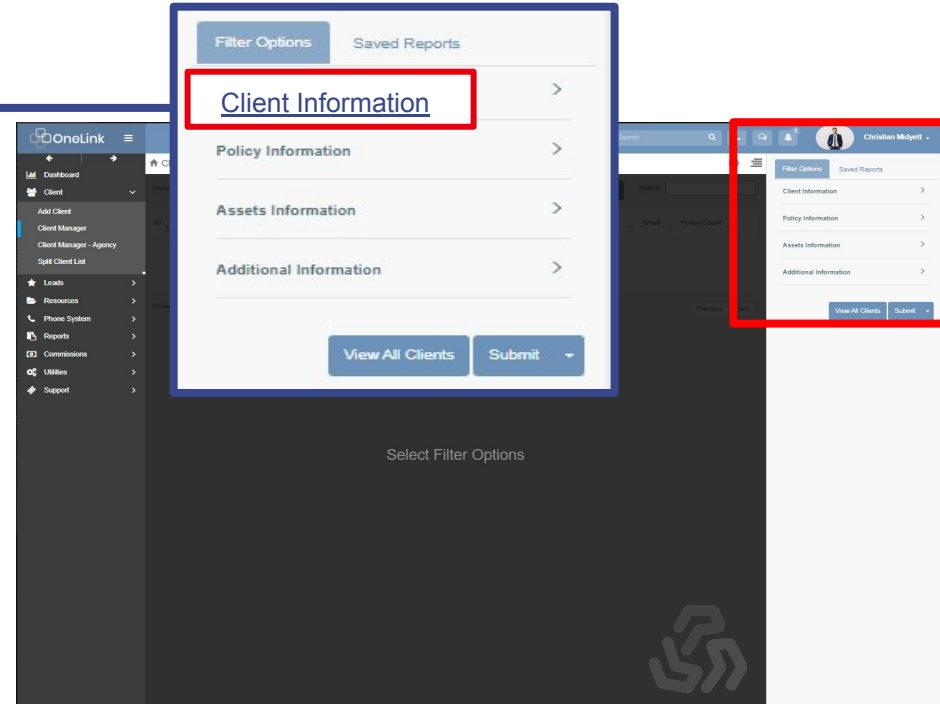 Filter Options Saved Reports
Client Information
Policy Information
Assets Information
Additional Information
View All Clients Submit
OneLink
Search
Christian Midyett
Dashboard
Client
Add Client
Client Manager
Client Manager - Agency
Split Client List
Leads
Resources
Phone System
Reports
Commissions
Utilities
Support
Search
ID
Email Policy Count
Previous
Select Filter Options
Filter Options Saved Reports
Client Information
Policy Information
Assets Information
Additional Information
View All Clients Submit